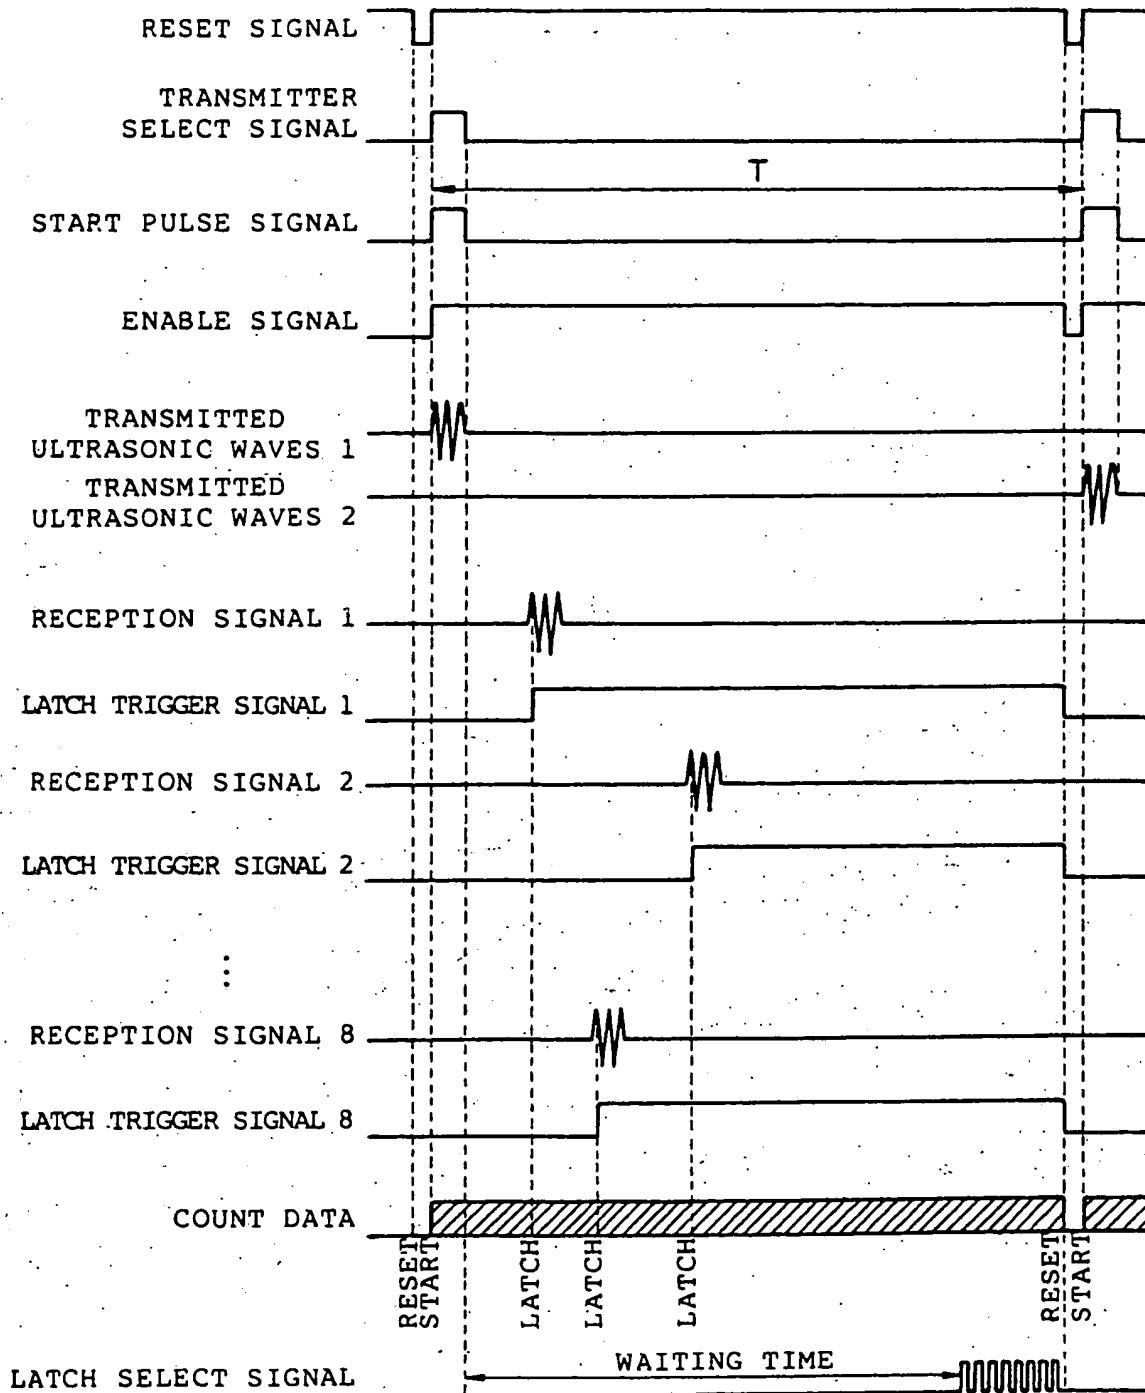 RESET SIGNAL
TRANSMITTER
SELECT SIGNAL
T
START PULSE SIGNAL
ENABLE SIGNAL
TRANSMITTED
ULTRASONIC WAVES 1
TRANSMITTED
ULTRASONIC WAVES 2
RECEPTION SIGNAL 1
LATCH TRIGGER SIGNAL 1
RECEPTION SIGNAL 2
LATCH TRIGGER SIGNAL 2
⋮
RECEPTION SIGNAL 8
LATCH TRIGGER SIGNAL 8
COUNT DATA
RESET
START
LATCH
LATCH
LATCH
RESET
START
WAITING TIME
LATCH SELECT SIGNAL